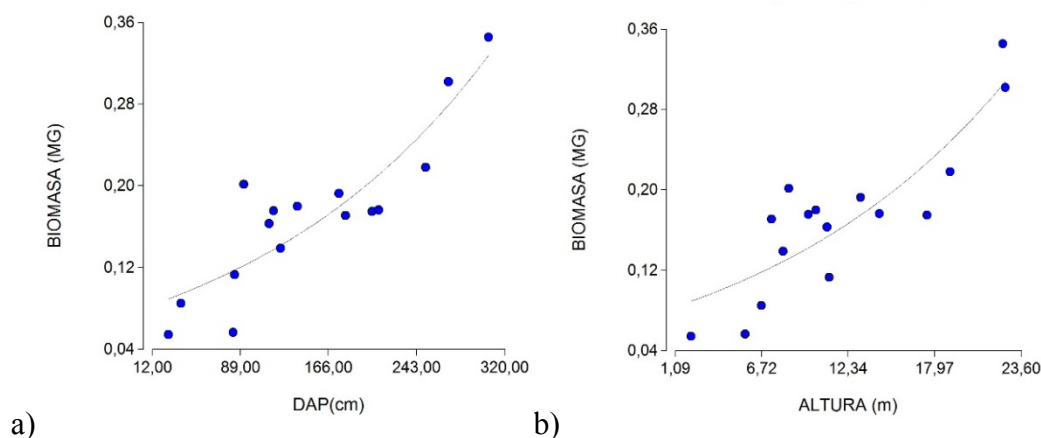 0,36
0,28
0,20
0,12
0,04
BIOMASA (MG)
12,00 89,00 166,00 243,00 320,00
DAP(cm)
a)
0,36
0,28
0,20
0,12
0,04
BIOMASA (MG)
1,09 6,72 12,34 17,97 23,60
ALTURA (m)
b)